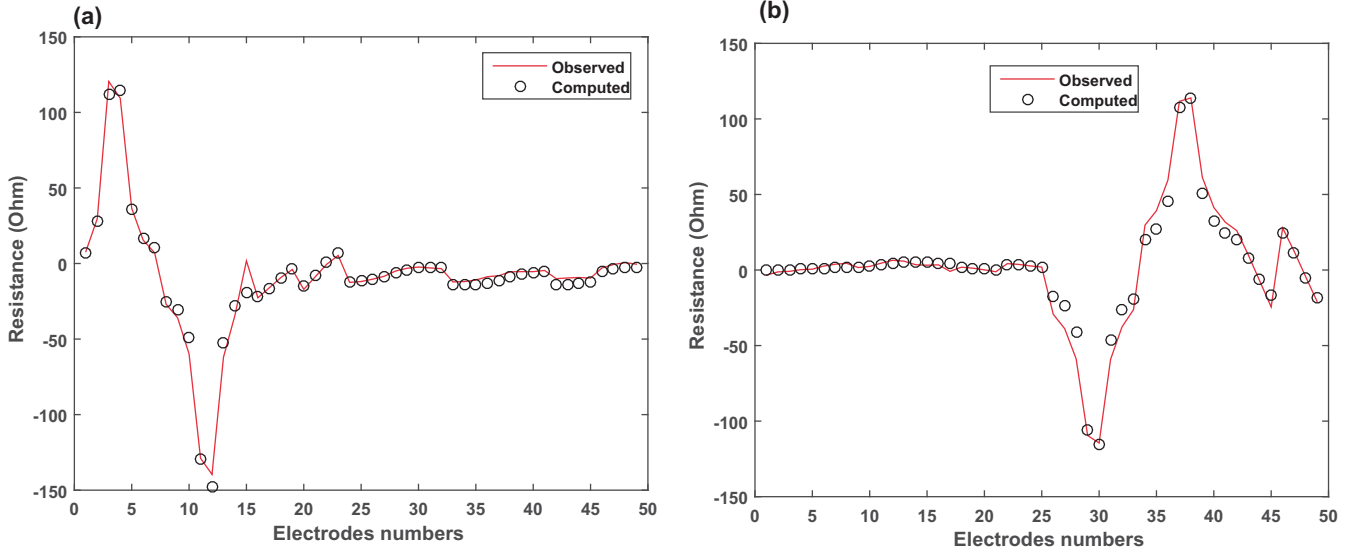 (a)
150
100
50
0
-50
-100
-150
0 5 10 15 20 25 30 35 40 45 50
Resistance (Ohm)
Electrodes numbers
Observed
Computed
(b)
150
100
50
0
-50
-100
-150
0 5 10 15 20 25 30 35 40 45 50
Resistance (Ohm)
Electrodes numbers
Observed
Computed